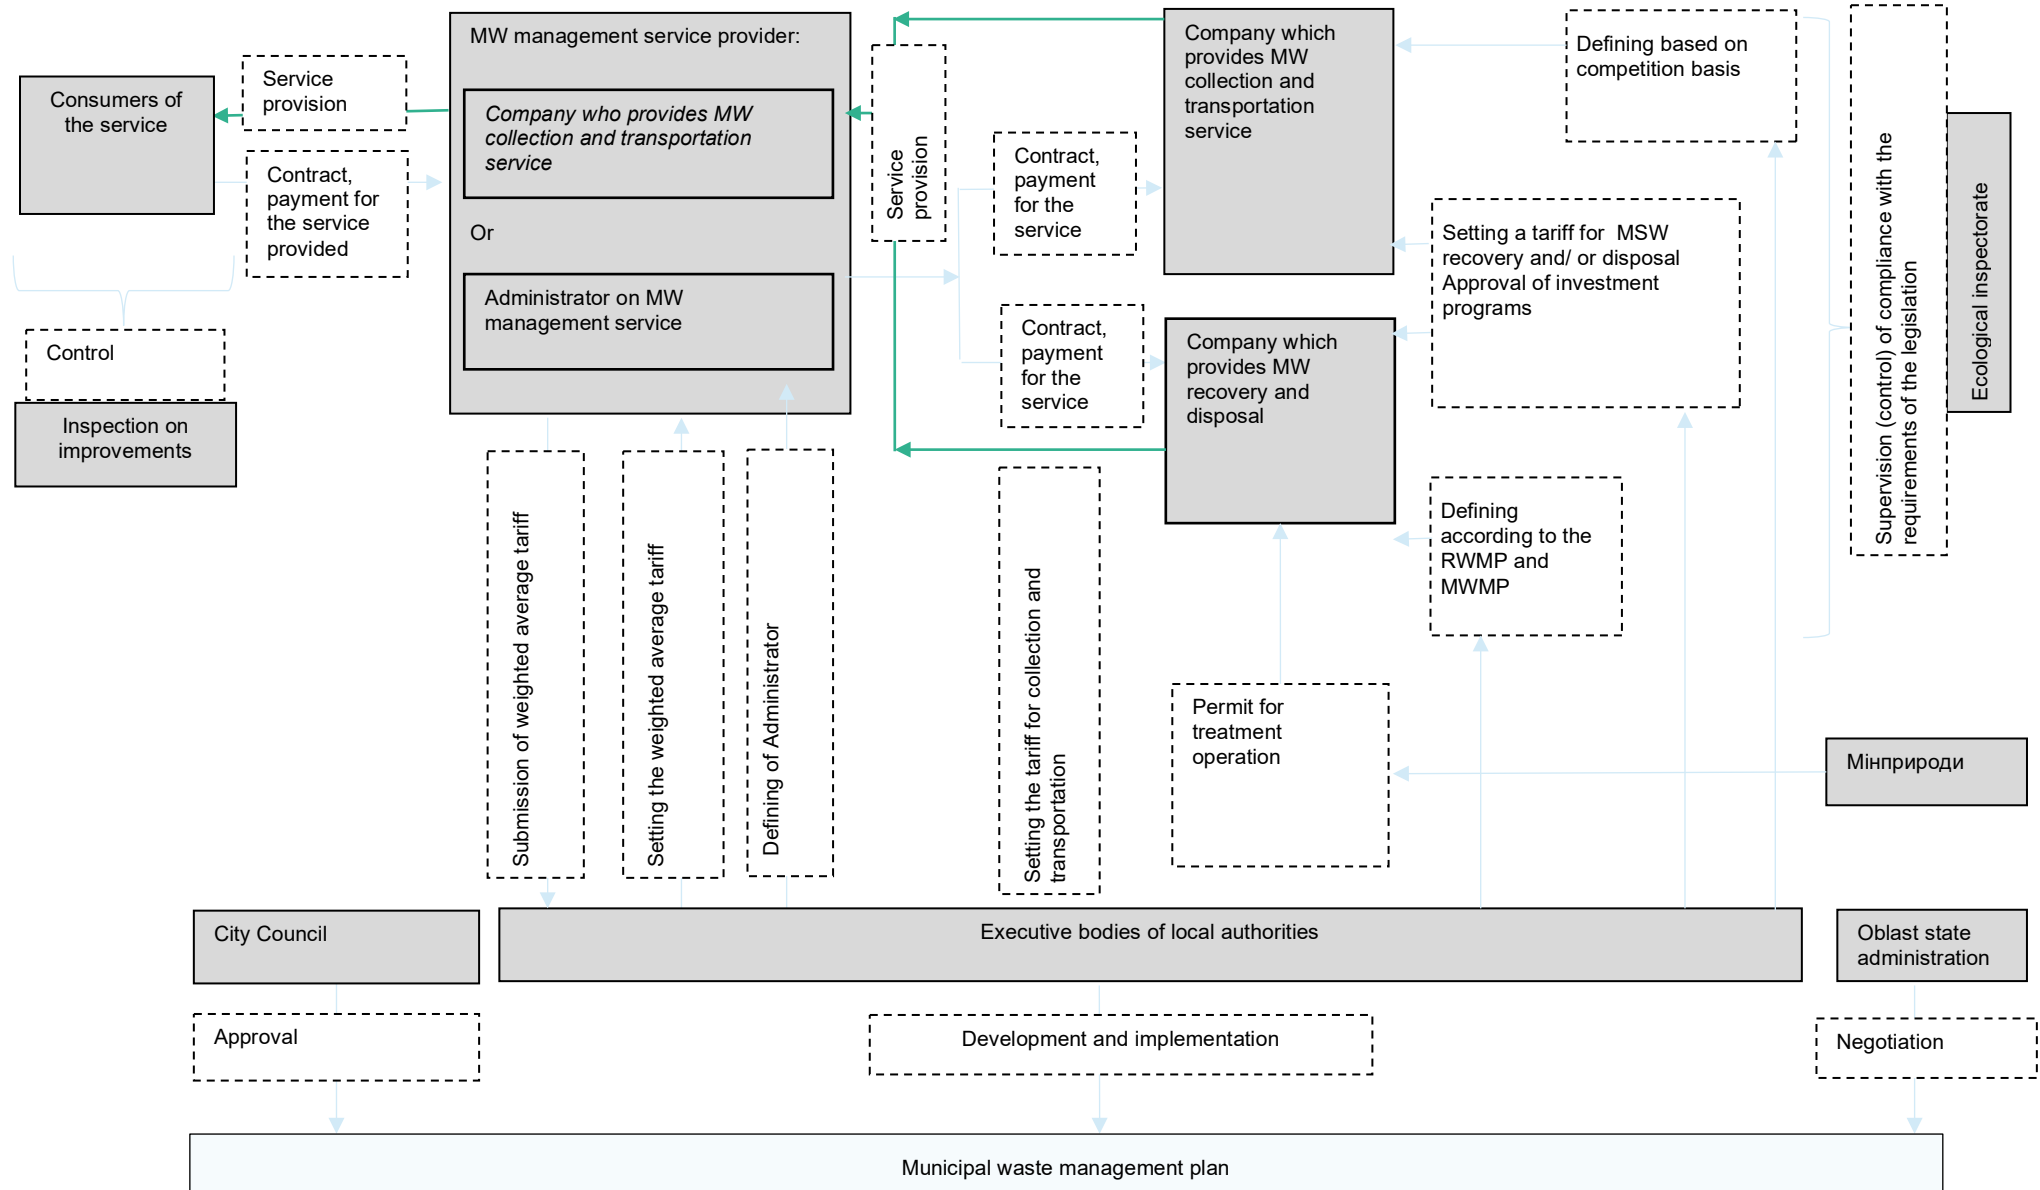 Consumers of
the service
Service
provision
Contract,
payment for
the service
provided
Control
Inspection on
improvements
MW management service provider:
Company who provides MW
collection and transportation
service
Or
Administrator on MW
management service
Service
provision
Contract,
payment
for the
service
Contract,
payment
for the
service
Company which
provides MW
collection and
transportation
service
Company which
provides MW
recovery and
disposal
Defining based on
competition basis
Setting a tariff for  MSW
recovery and/ or disposal
Approval of investment
programs
Defining
according to the
RWMP and
MWMP
Supervision (control) of compliance with the
requirements of the legislation
Ecological inspectorate
Submission of weighted average tariff
Setting the weighted average tariff
Defining of Administrator
Setting the tariff for collection and
transportation
Permit for
treatment
operation
Мінприроди
City Council
Executive bodies of local authorities
Oblast state
administration
Approval
Development and implementation
Negotiation
Municipal waste management plan